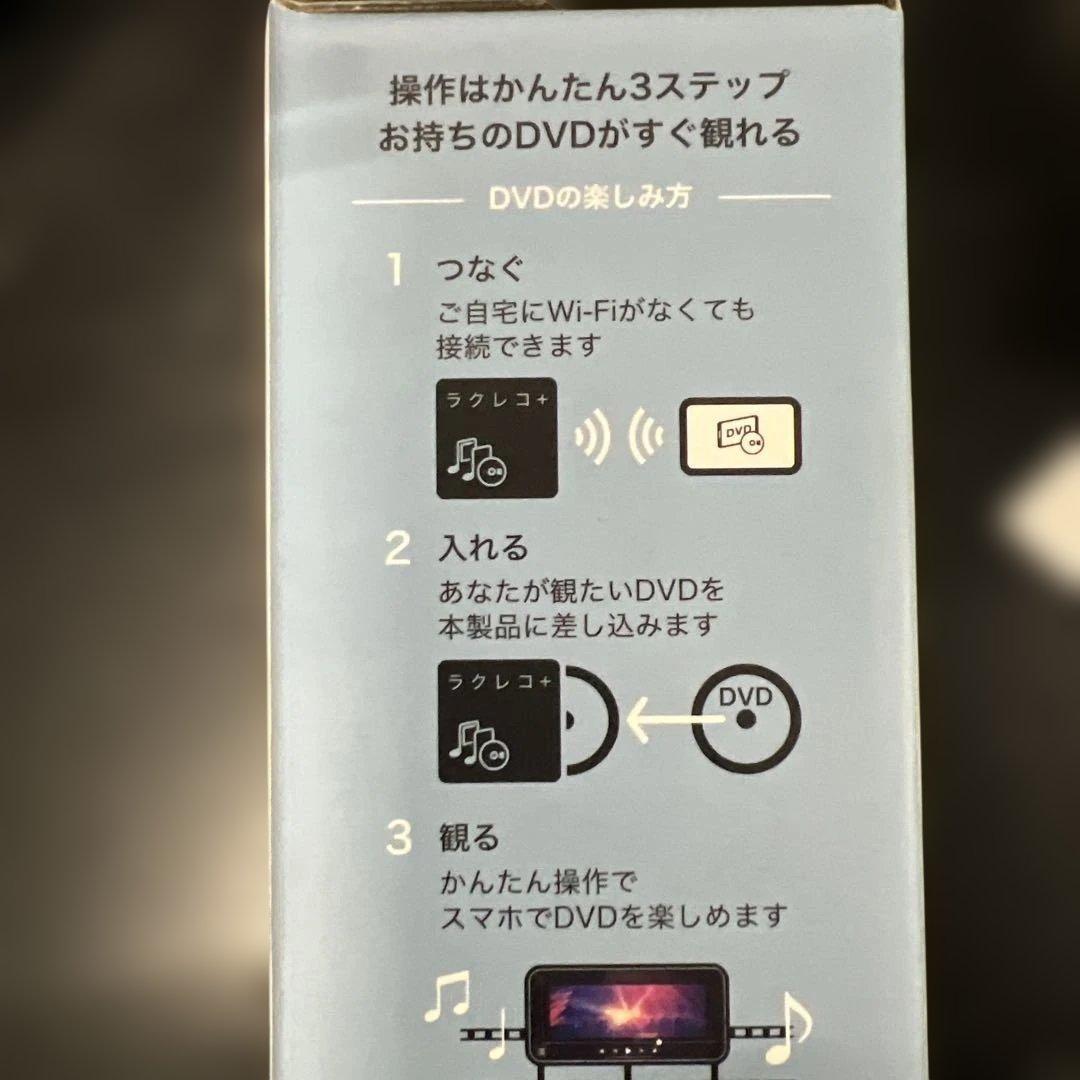 操作はかんたん3ステップ
お持ちのDVDがすぐ観れる
DVDの楽しみ方
1 つなぐ
ご自宅にWi-Fiがなくても
接続できます
ラクレコ+
DVD
2 入れる
あなたが観たいDVDを
本製品に差し込みます
ラクレコ+
DVD
3 観る
かんたん操作で
スマホでDVDを楽しめます